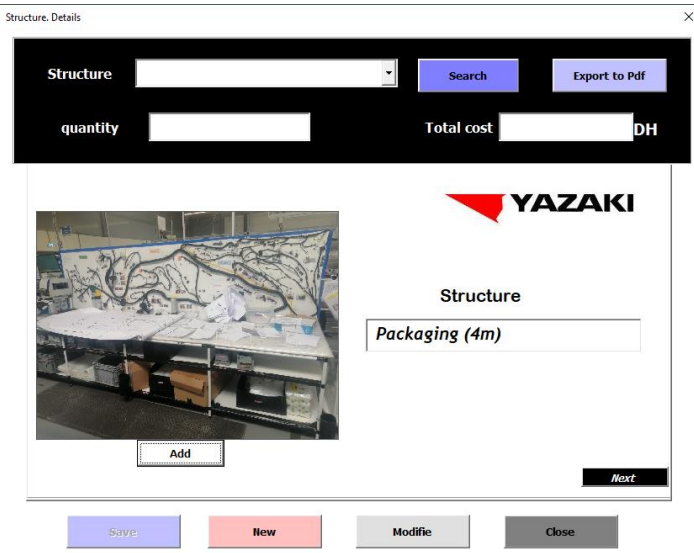 Structure. Details
Structure
Search
Export to Pdf
quantity
Total cost
DH
YAZAKI
Structure
Packaging (4m)
Add
Next
Save
New
Modifie
Close